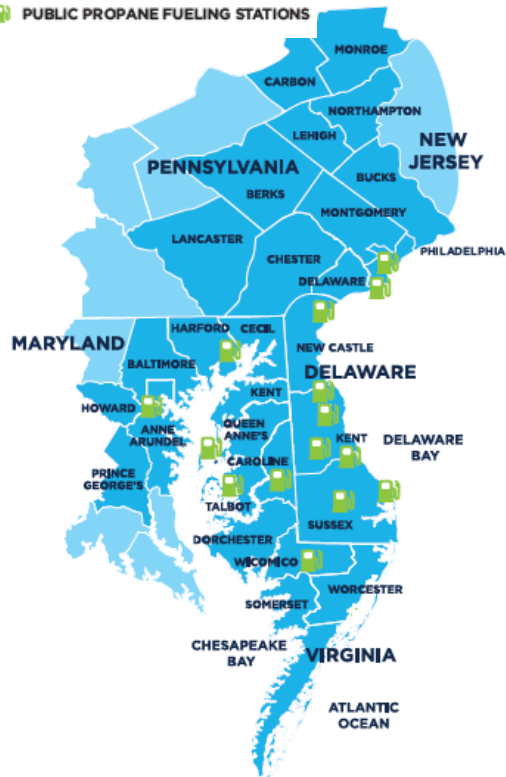 PUBLIC PROPANE FUELING STATIONS
MONROE
CARBON
NORTHAMPTON
LEHIGH
NEW
JERSEY
PENNSYLVANIA
BUCKS
BERKS
MONTGOMERY
LANCASTER
PHILADELPHIA
CHESTER
DELAWARE
HARFORD
CECIL
MARYLAND
NEW CASTLE
BALTIMORE
DELAWARE
KENT
HOWARD
QUEEN
ANNE'S
ANNE
ARUNDEL
KENT
DELAWARE
BAY
CAROLINE
PRINCE
GEORGE'S
TALBOT
SUSSEX
DORCHESTER
WICOMICO
WORCESTER
SOMERSET
CHESAPEAKE
BAY
VIRGINIA
ATLANTIC
OCEAN